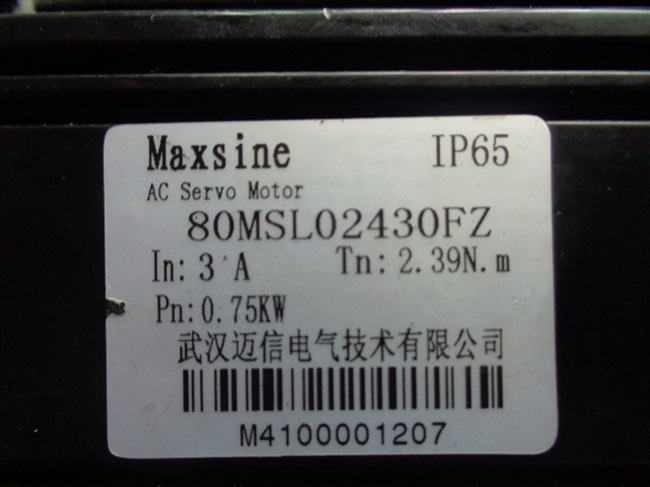 Maxsine IP65
AC Servo Motor
80MSL02430FZ
In: 3 A Tn: 2.39N.m
Pn:0.75KW
武汉迈信电气技术有限公司
M4100001207